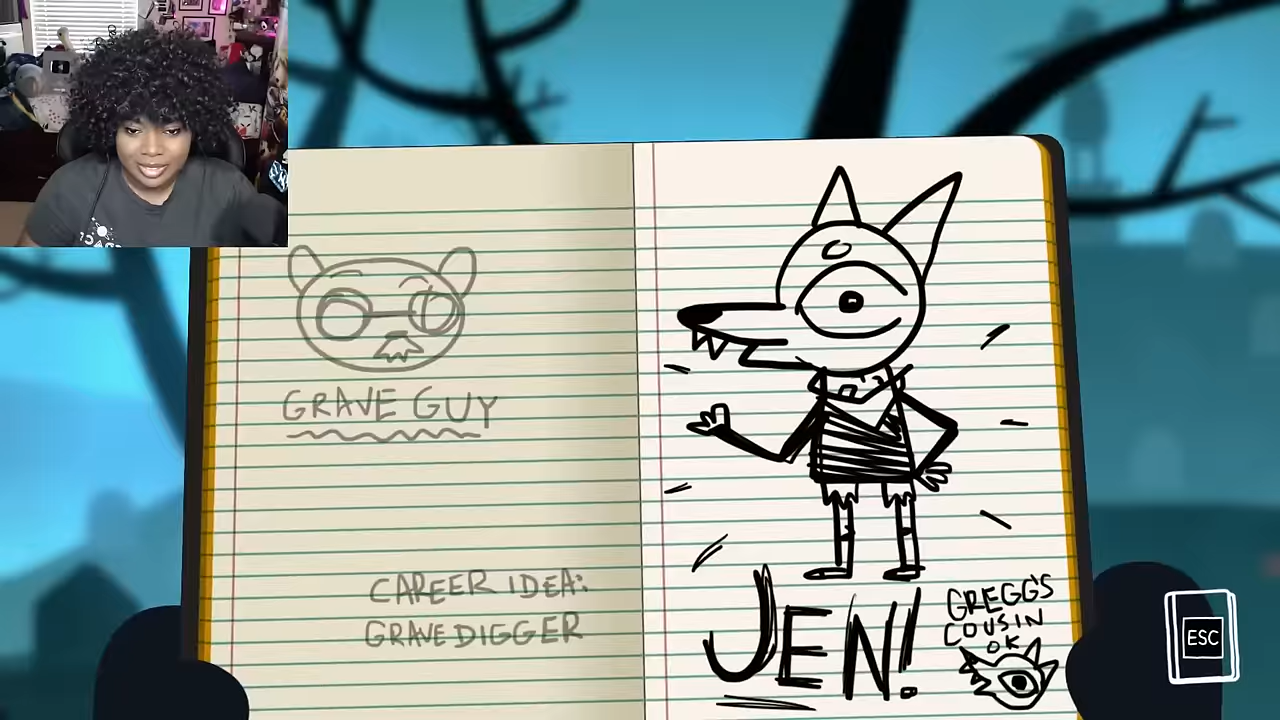 GRAVE GUY
CAREER IDEA:
GRAVEDIGGER
JEN!
GREGG'S
COUSIN
OK
ESC